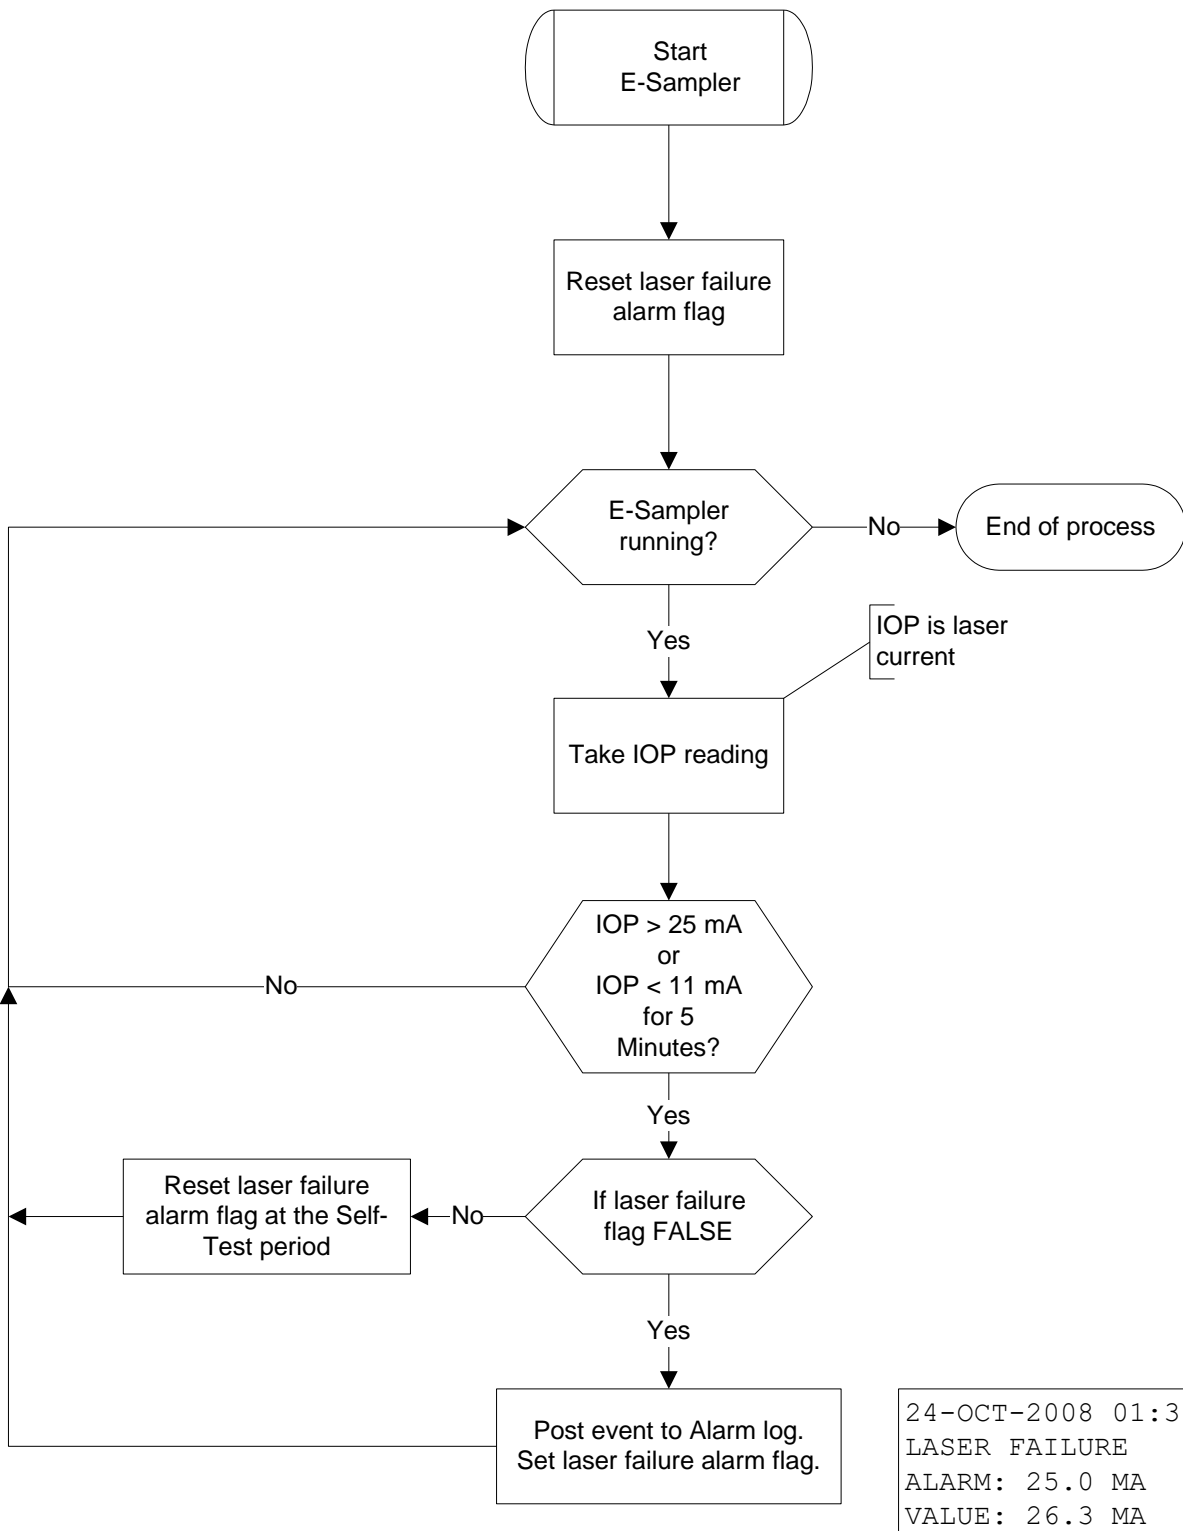 Start
E-Sampler
Reset laser failure
alarm flag
E-Sampler
running?
No
End of process
Yes
IOP is laser
current
Take IOP reading
IOP > 25 mA
or
IOP < 11 mA
for 5
Minutes?
No
Yes
If laser failure
flag FALSE
No
Reset laser failure
alarm flag at the Self-
Test period
Yes
Post event to Alarm log.
Set laser failure alarm flag.
24-OCT-2008 01:3
LASER FAILURE
ALARM: 25.0 MA
VALUE: 26.3 MA